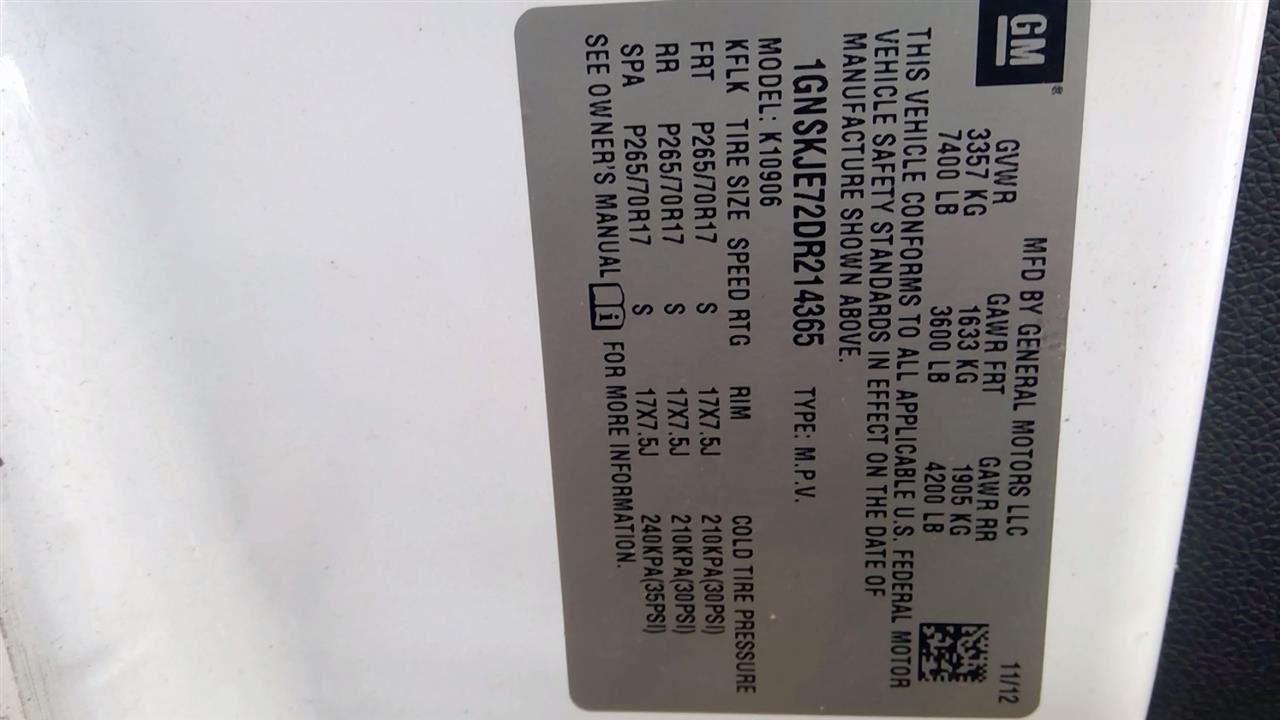 GM ®
MFD BY GENERAL MOTORS LLC 11/12
GVWR GAWR FRT GAWR RR
3357 KG 1633 KG 1905 KG
7400 LB 3600 LB 4200 LB
THIS VEHICLE CONFORMS TO ALL APPLICABLE U.S. FEDERAL MOTOR
VEHICLE SAFETY STANDARDS IN EFFECT ON THE DATE OF
MANUFACTURE SHOWN ABOVE.
1GNSKJE72DR214365 TYPE: M.P.V.
MODEL: K10906
KFLK TIRE SIZE SPEED RTG RIM COLD TIRE PRESSURE
FRT P265/70R17 S 17X7.5J 210KPA(30PSI)
RR P265/70R17 S 17X7.5J 210KPA(30PSI)
SPA P265/70R17 S 17X7.5J 240KPA(35PSI)
SEE OWNER'S MANUAL i FOR MORE INFORMATION.